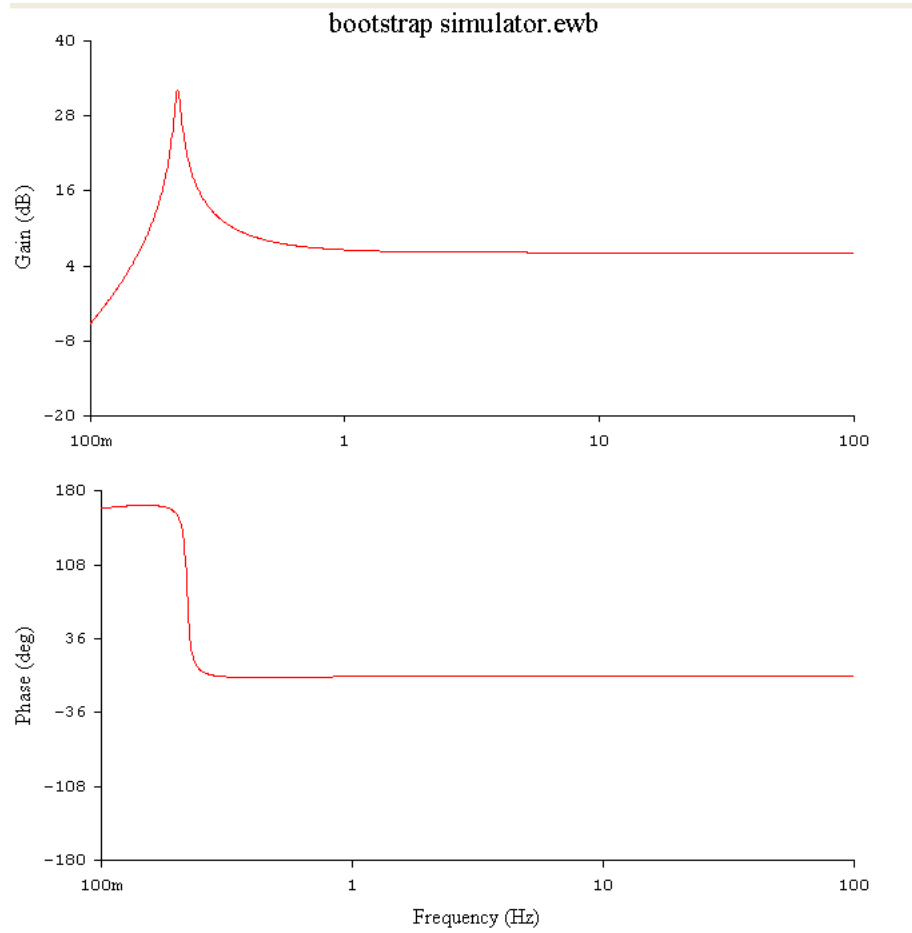 bootstrap simulator.ewb
40
28
16
4
-8
-20
Gain (dB)
100m 1 10 100
180
108
36
-36
-108
-180
Phase (deg)
100m 1 10 100
Frequency (Hz)